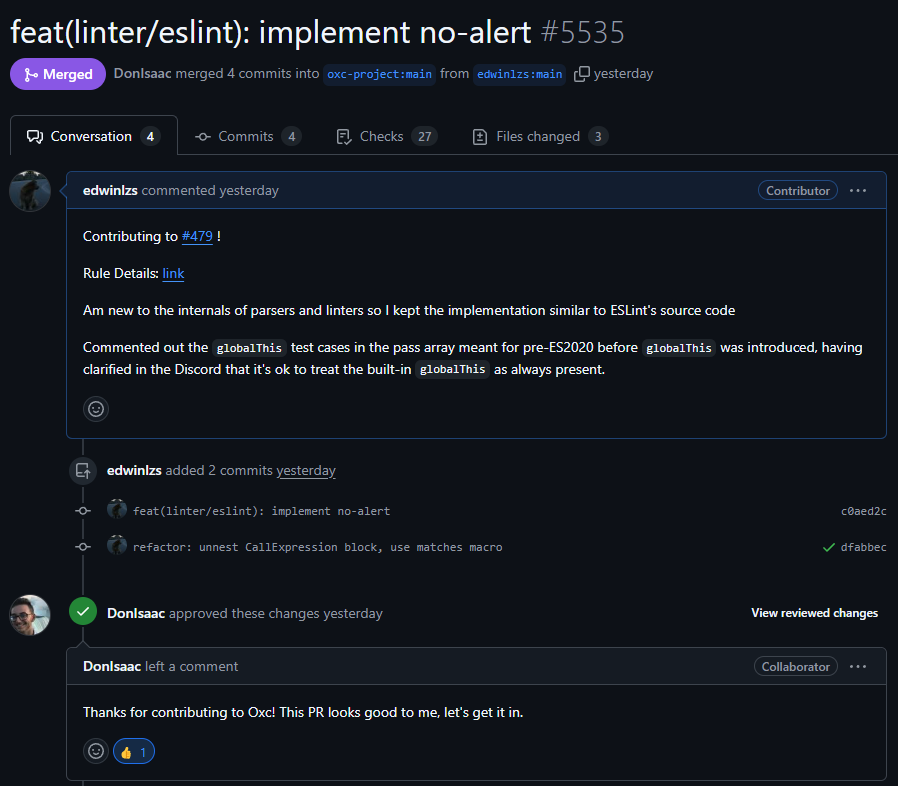 feat(linter/eslint): implement no-alert #5535
Merged DonIsaac merged 4 commits into oxc-project:main from edwinlzs:main yesterday
Conversation 4 Commits 4 Checks 27 Files changed 3
edwinlzs commented yesterday Contributor
Contributing to #479 !
Rule Details: link
Am new to the internals of parsers and linters so I kept the implementation similar to ESLint's source code
Commented out the globalThis test cases in the pass array meant for pre-ES2020 before globalThis was introduced, having
clarified in the Discord that it's ok to treat the built-in globalThis as always present.
edwinlzs added 2 commits yesterday
feat(linter/eslint): implement no-alert c0aed2c
refactor: unnest CallExpression block, use matches macro dfabbec
DonIsaac approved these changes yesterday View reviewed changes
DonIsaac left a comment Collaborator
Thanks for contributing to Oxc! This PR looks good to me, let's get it in.
👍 1